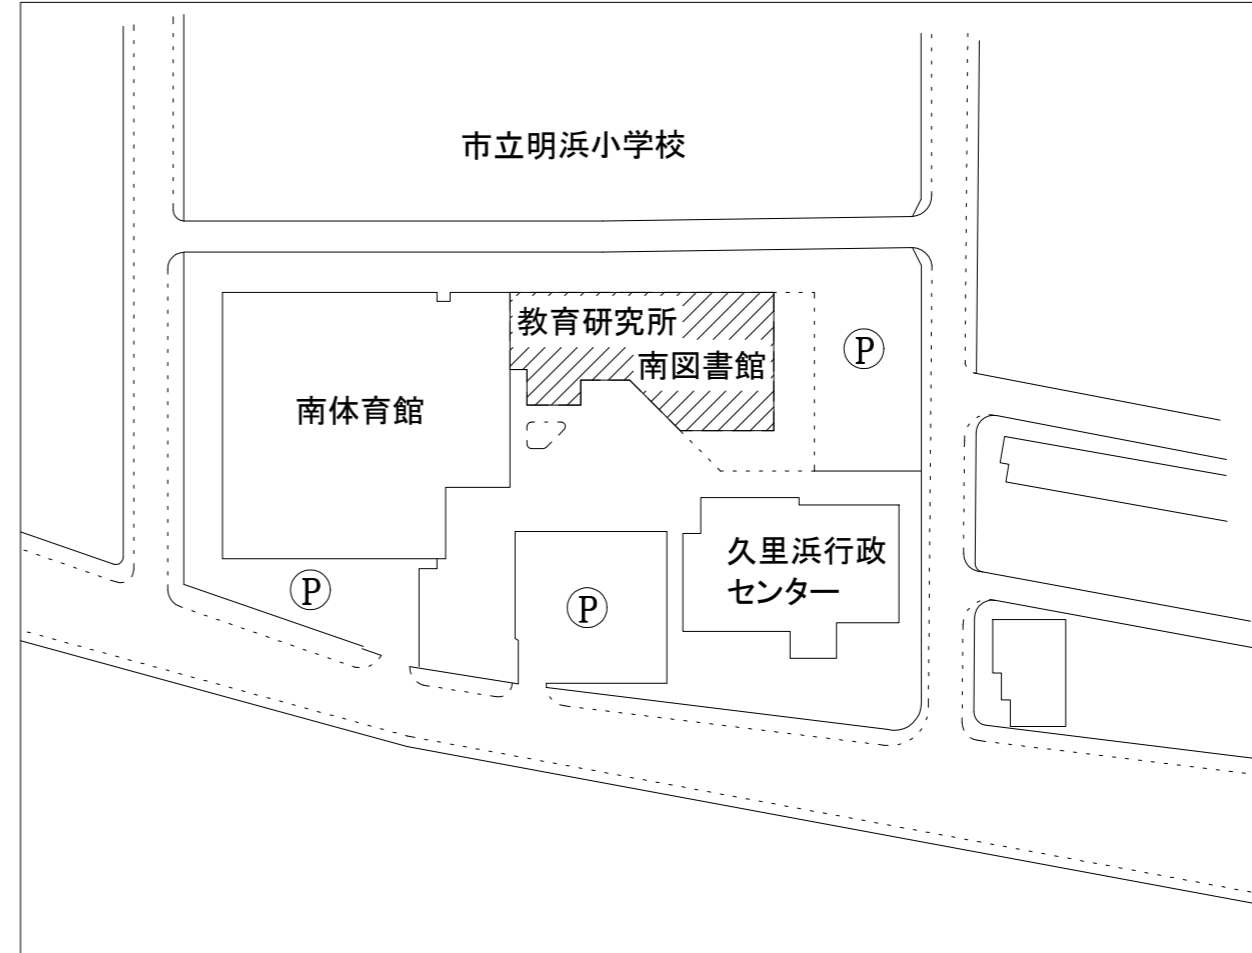 市立明浜小学校
教育研究所
南図書館
P
南体育館
久里浜行政
センター
P
P